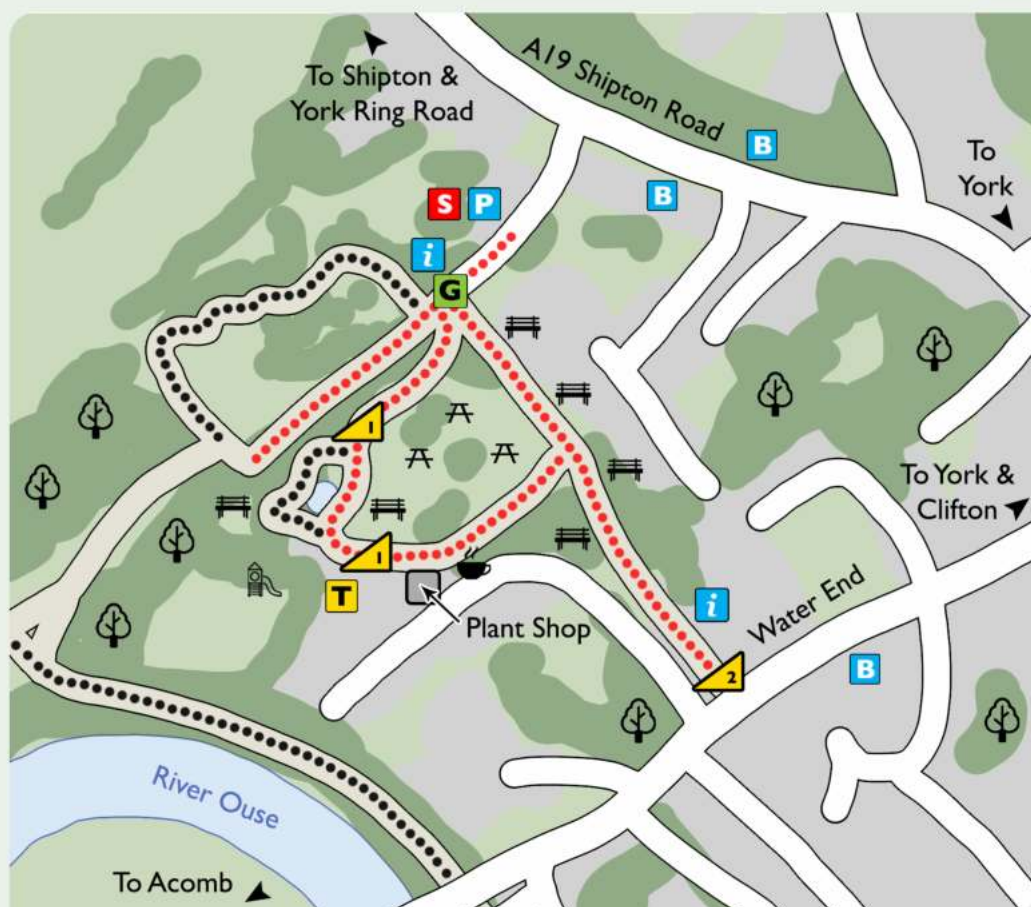 To Shipton &
York Ring Road
A19 Shipton Road
B
B
To
York
S P
i
G
1
To York &
Clifton
1
T
Plant Shop
i
Water End
2
B
River Ouse
To Acomb